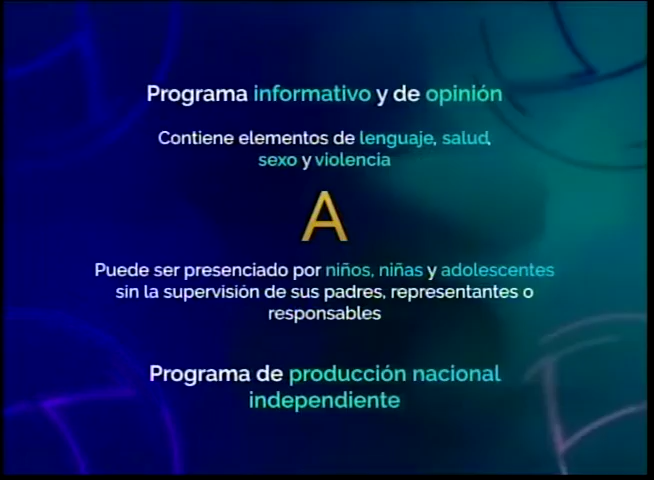 Programa informativo y de opinión
Contiene elementos de lenguaje, salud,
sexo y violencia
A
Puede ser presenciado por niños, niñas y adolescentes
sin la supervisión de sus padres, representantes o
responsables
Programa de producción nacional
independiente